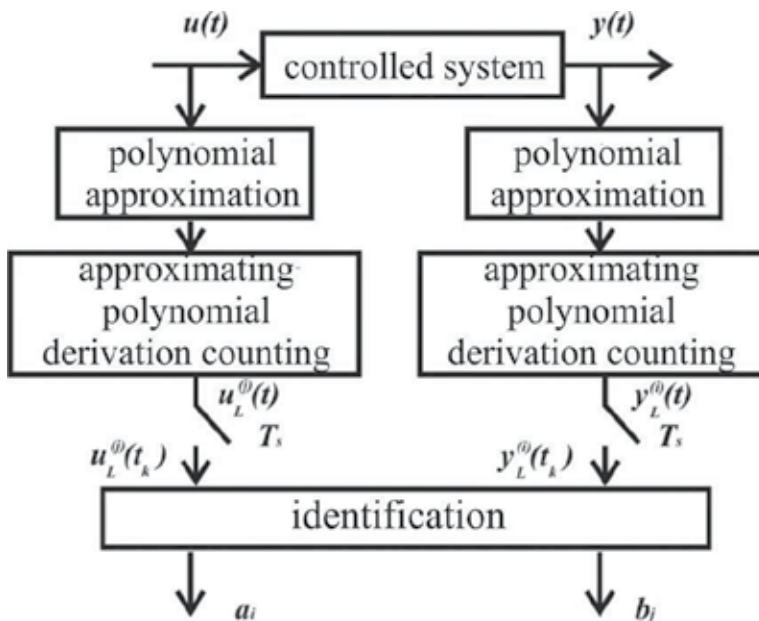 u(t) y(t)
controlled system
polynomial polynomial
approximation approximation
approximating approximating
polynomial polynomial
derivation counting derivation counting
u_L^(j)(t) y_L^(i)(t)
T_s T_s
u_L^(j)(t_k) y_L^(i)(t_k)
identification
a_i b_j